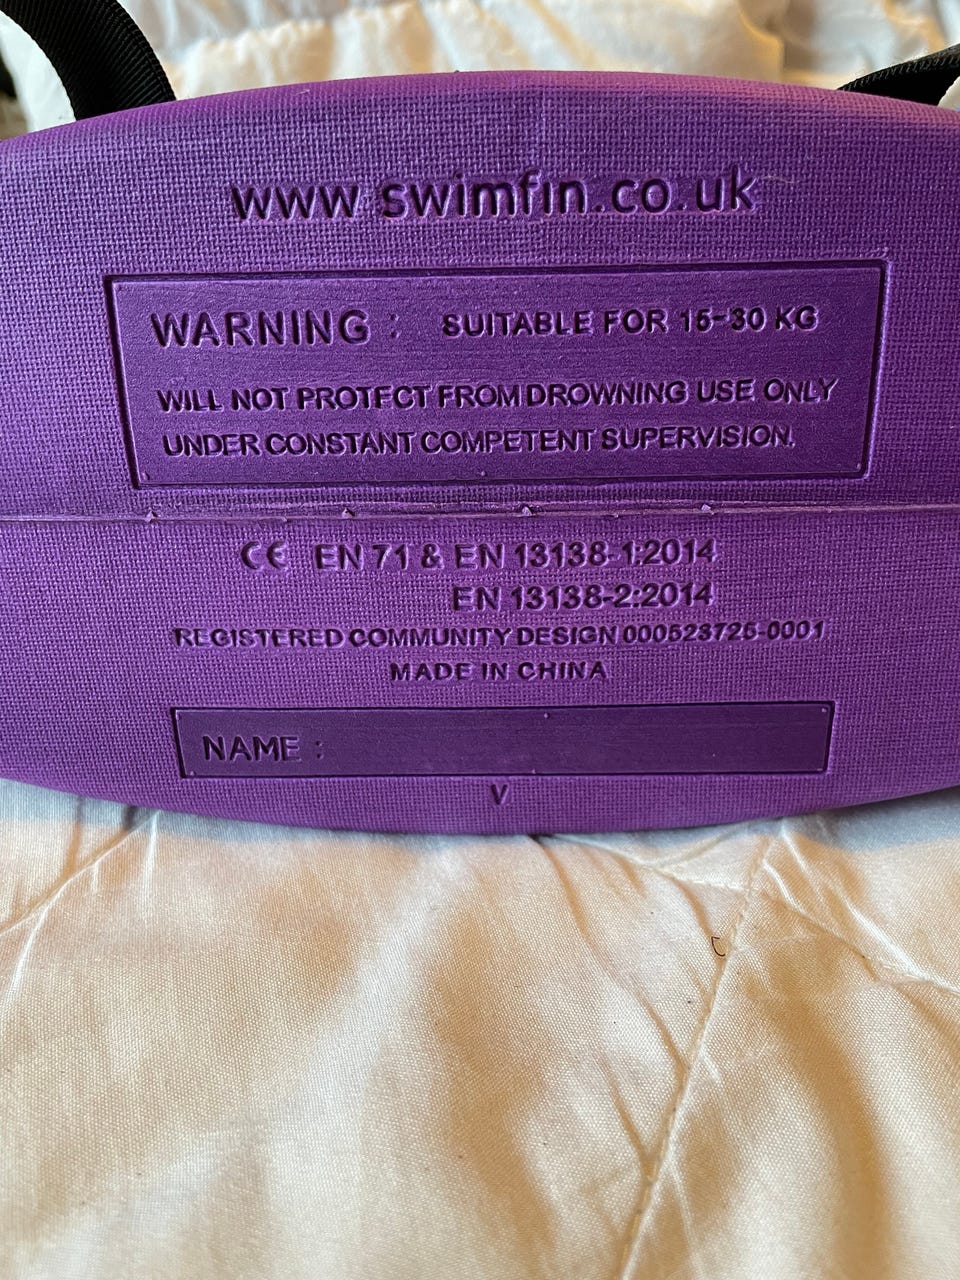 www.swimfin.co.uk
WARNING : SUITABLE FOR 15-30 KG
WILL NOT PROTECT FROM DROWNING USE ONLY
UNDER CONSTANT COMPETENT SUPERVISION.
CE EN 71 & EN 13138-1:2014
EN 13138-2:2014
REGISTERED COMMUNITY DESIGN 000523725-0001
MADE IN CHINA
NAME :
V